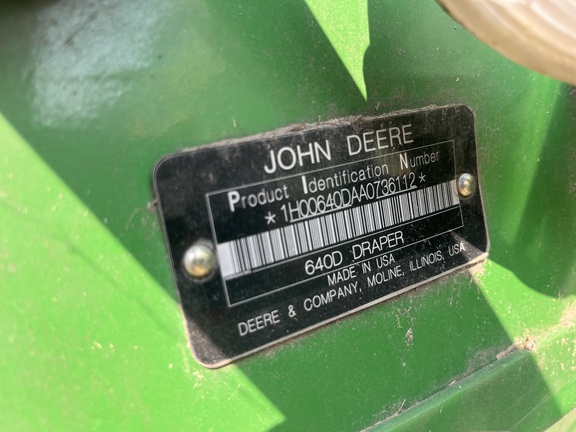 JOHN DEERE
Product Identification Number
*1H00640DAA0736112*
640D DRAPER
MADE IN USA
DEERE & COMPANY, MOLINE, ILLINOIS, USA